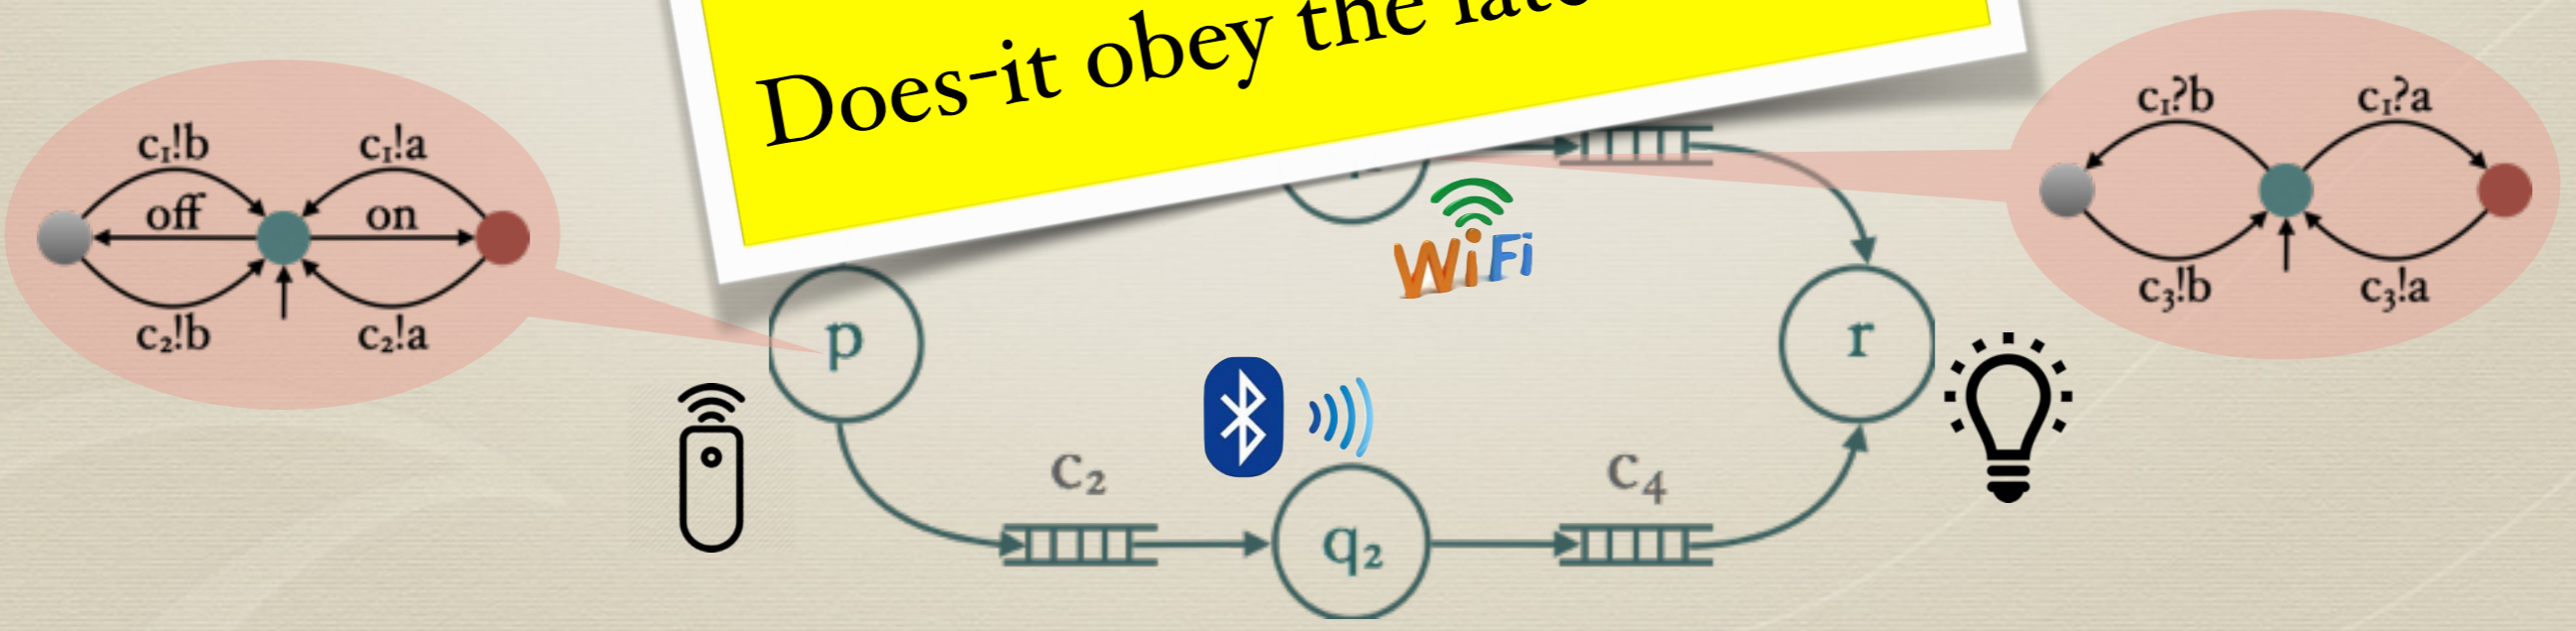 Does-it obey the
c₁!b
c₁!a
off
on
c₂!b
c₂!a
c₁?b
c₁?a
c₃!b
c₃!a
WiFi
p
r
c₂
c₄
q₂